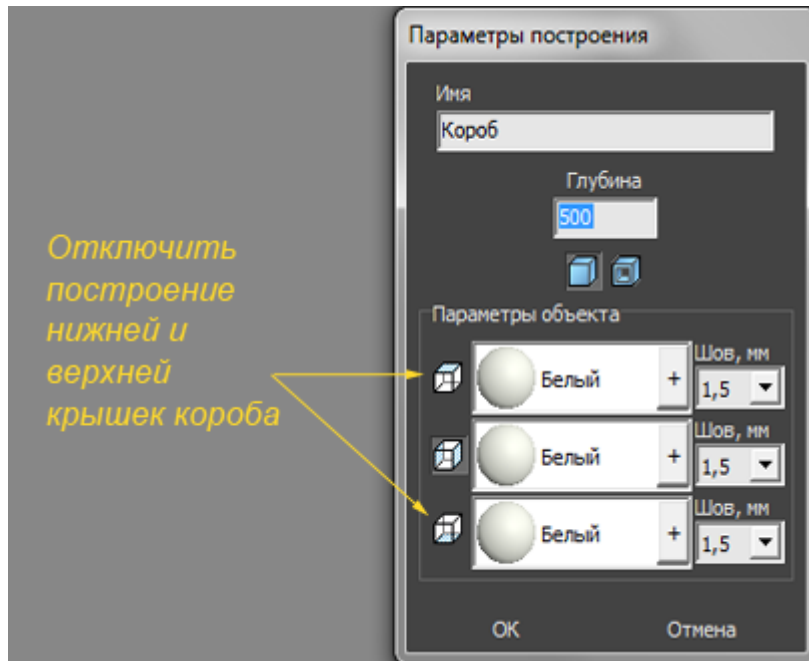 Параметры построения
Имя
Короб
Глубина
500
Отключить
построение
нижней и
верхней
крышек короба
Параметры объекта
Шов, мм
Белый + 1,5
Шов, мм
Белый + 1,5
Шов, мм
Белый + 1,5
OK Отмена